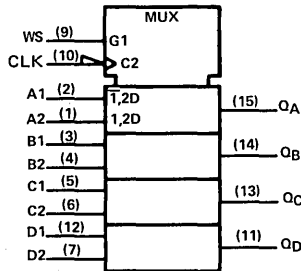 MUX
WS (9) G1
CLK (10) C2
A1 (2) 1̅,2D (15) QA
A2 (1) 1,2D
B1 (3) (14) QB
B2 (4)
C1 (5) (13) QC
C2 (6)
D1 (12) (11) QD
D2 (7)